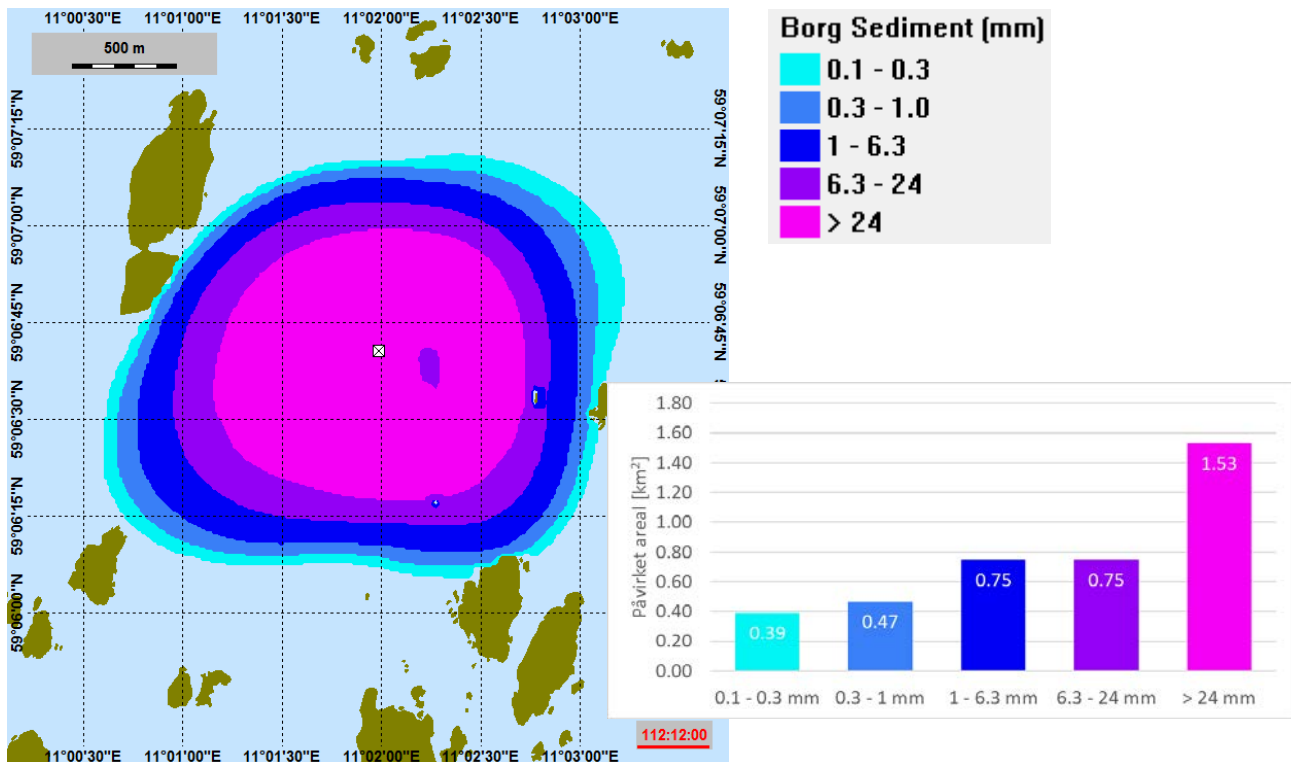 11°00'30"E 11°01'00"E 11°01'30"E 11°02'00"E 11°02'30"E 11°03'00"E
500 m
59°07'15"N
59°07'00"N
59°06'45"N
59°06'30"N
59°06'15"N
59°06'00"N
59°07'15"N
59°07'00"N
59°06'45"N
11°00'30"E 11°01'00"E 11°01'30"E 11°02'00"E 11°02'30"E 11°03'00"E
112:12:00
Borg Sediment (mm)
0.1 - 0.3
0.3 - 1.0
1 - 6.3
6.3 - 24
> 24
Påvirket areal [km²]
1.80
1.60
1.40
1.20
1.00
0.80
0.60
0.40
0.20
0.00
0.39
0.47
0.75
0.75
1.53
0.1 - 0.3 mm 0.3 - 1 mm 1 - 6.3 mm 6.3 - 24 mm > 24 mm